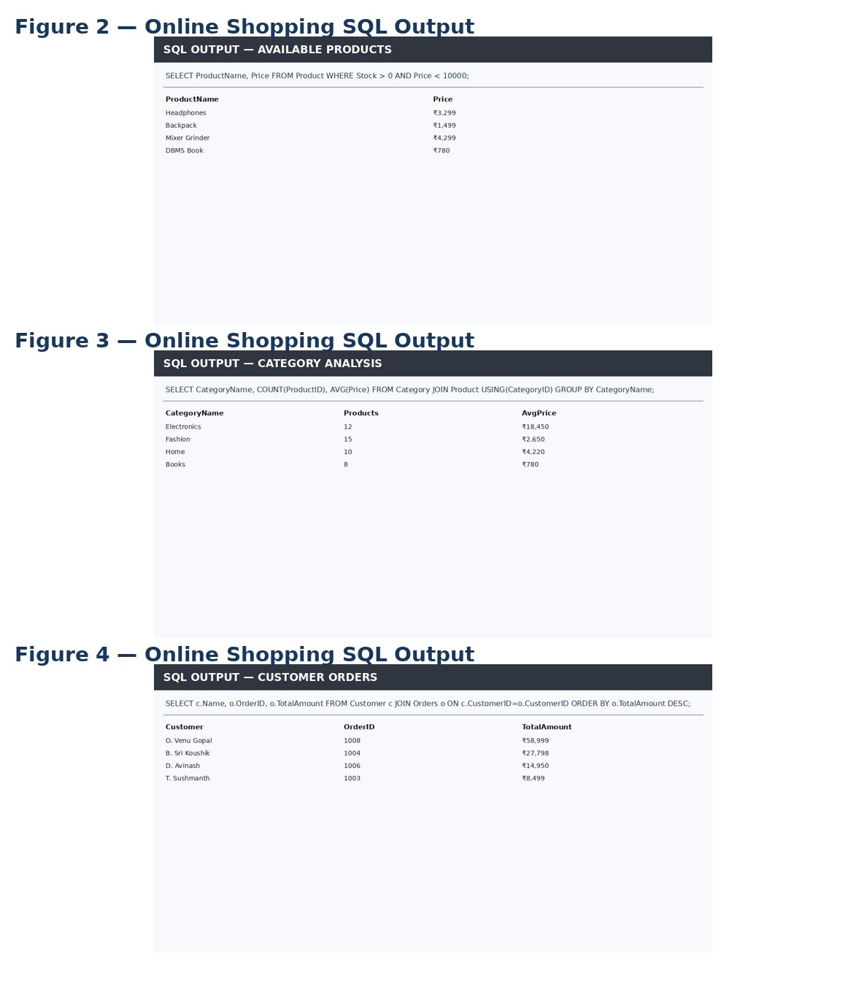 Figure 2 — Online Shopping SQL Output
SQL OUTPUT — AVAILABLE PRODUCTS
SELECT ProductName, Price FROM Product WHERE Stock > 0 AND Price < 10000;
ProductName Price
Headphones ₹3,299
Backpack ₹1,499
Mixer Grinder ₹4,299
DBMS Book ₹780
Figure 3 — Online Shopping SQL Output
SQL OUTPUT — CATEGORY ANALYSIS
SELECT CategoryName, COUNT(ProductID), AVG(Price) FROM Category JOIN Product USING(CategoryID) GROUP BY CategoryName;
CategoryName Products AvgPrice
Electronics 12 ₹18,450
Fashion 15 ₹2,650
Home 10 ₹4,220
Books 8 ₹780
Figure 4 — Online Shopping SQL Output
SQL OUTPUT — CUSTOMER ORDERS
SELECT c.Name, o.OrderID, o.TotalAmount FROM Customer c JOIN Orders o ON c.CustomerID=o.CustomerID ORDER BY o.TotalAmount DESC;
Customer OrderID TotalAmount
O. Venu Gopal 1008 ₹58,999
B. Sri Koushik 1004 ₹27,798
D. Avinash 1006 ₹14,950
T. Sushmanth 1003 ₹8,499